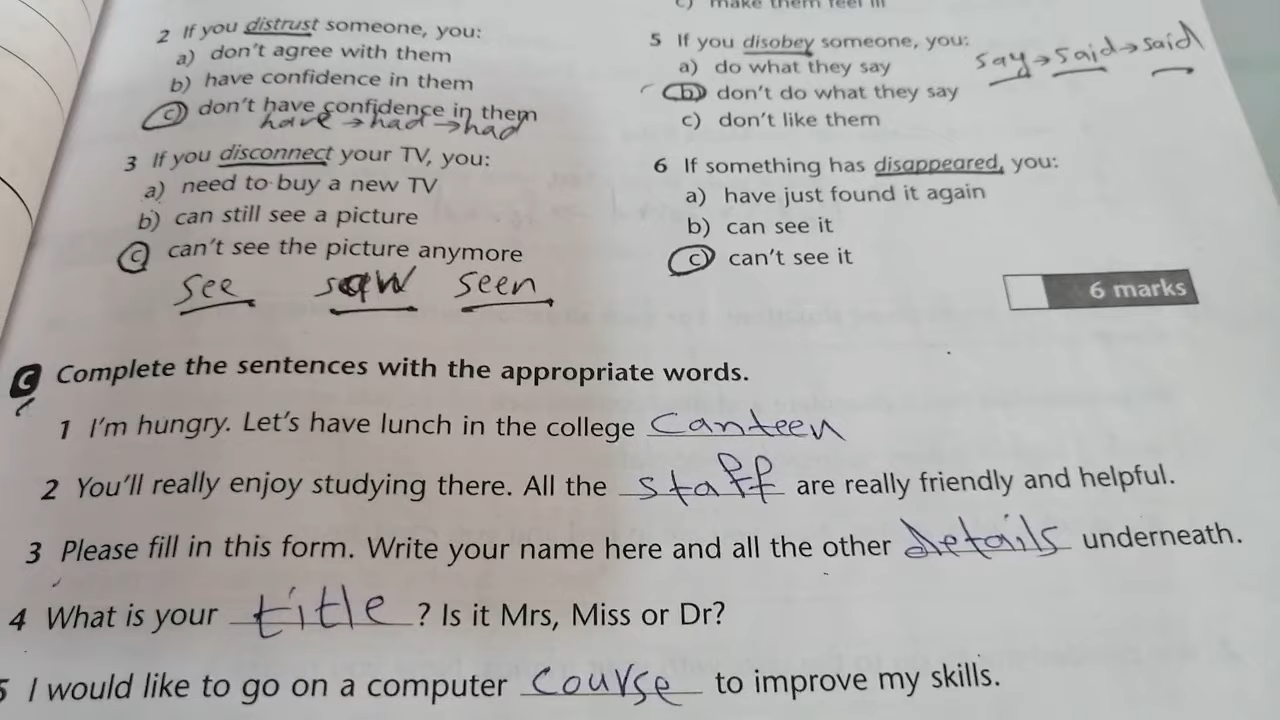 2 If you distrust someone, you:
a) don't agree with them
b) have confidence in them
c) don't have confidence in them
have → had → had
3 If you disconnect your TV, you:
a) need to buy a new TV
b) can still see a picture
c) can't see the picture anymore
see saw seen
c) make them feel ill
5 If you disobey someone, you:
say → said → said
a) do what they say
b) don't do what they say
c) don't like them
6 If something has disappeared, you:
a) have just found it again
b) can see it
c) can't see it
6 marks
C Complete the sentences with the appropriate words.
1 I'm hungry. Let's have lunch in the college Canteen
2 You'll really enjoy studying there. All the staff are really friendly and helpful.
3 Please fill in this form. Write your name here and all the other details underneath.
4 What is your title ? Is it Mrs, Miss or Dr?
5 I would like to go on a computer course to improve my skills.